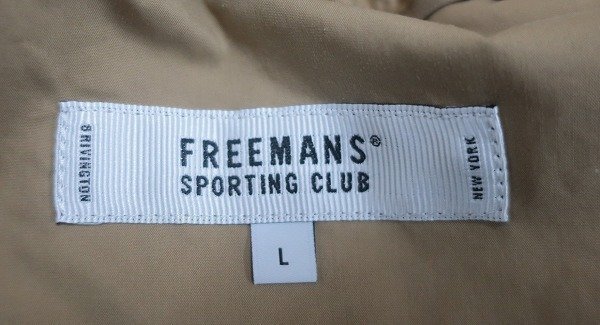 8 RIVINGTON
FREEMANS®
SPORTING CLUB
NEW YORK
L